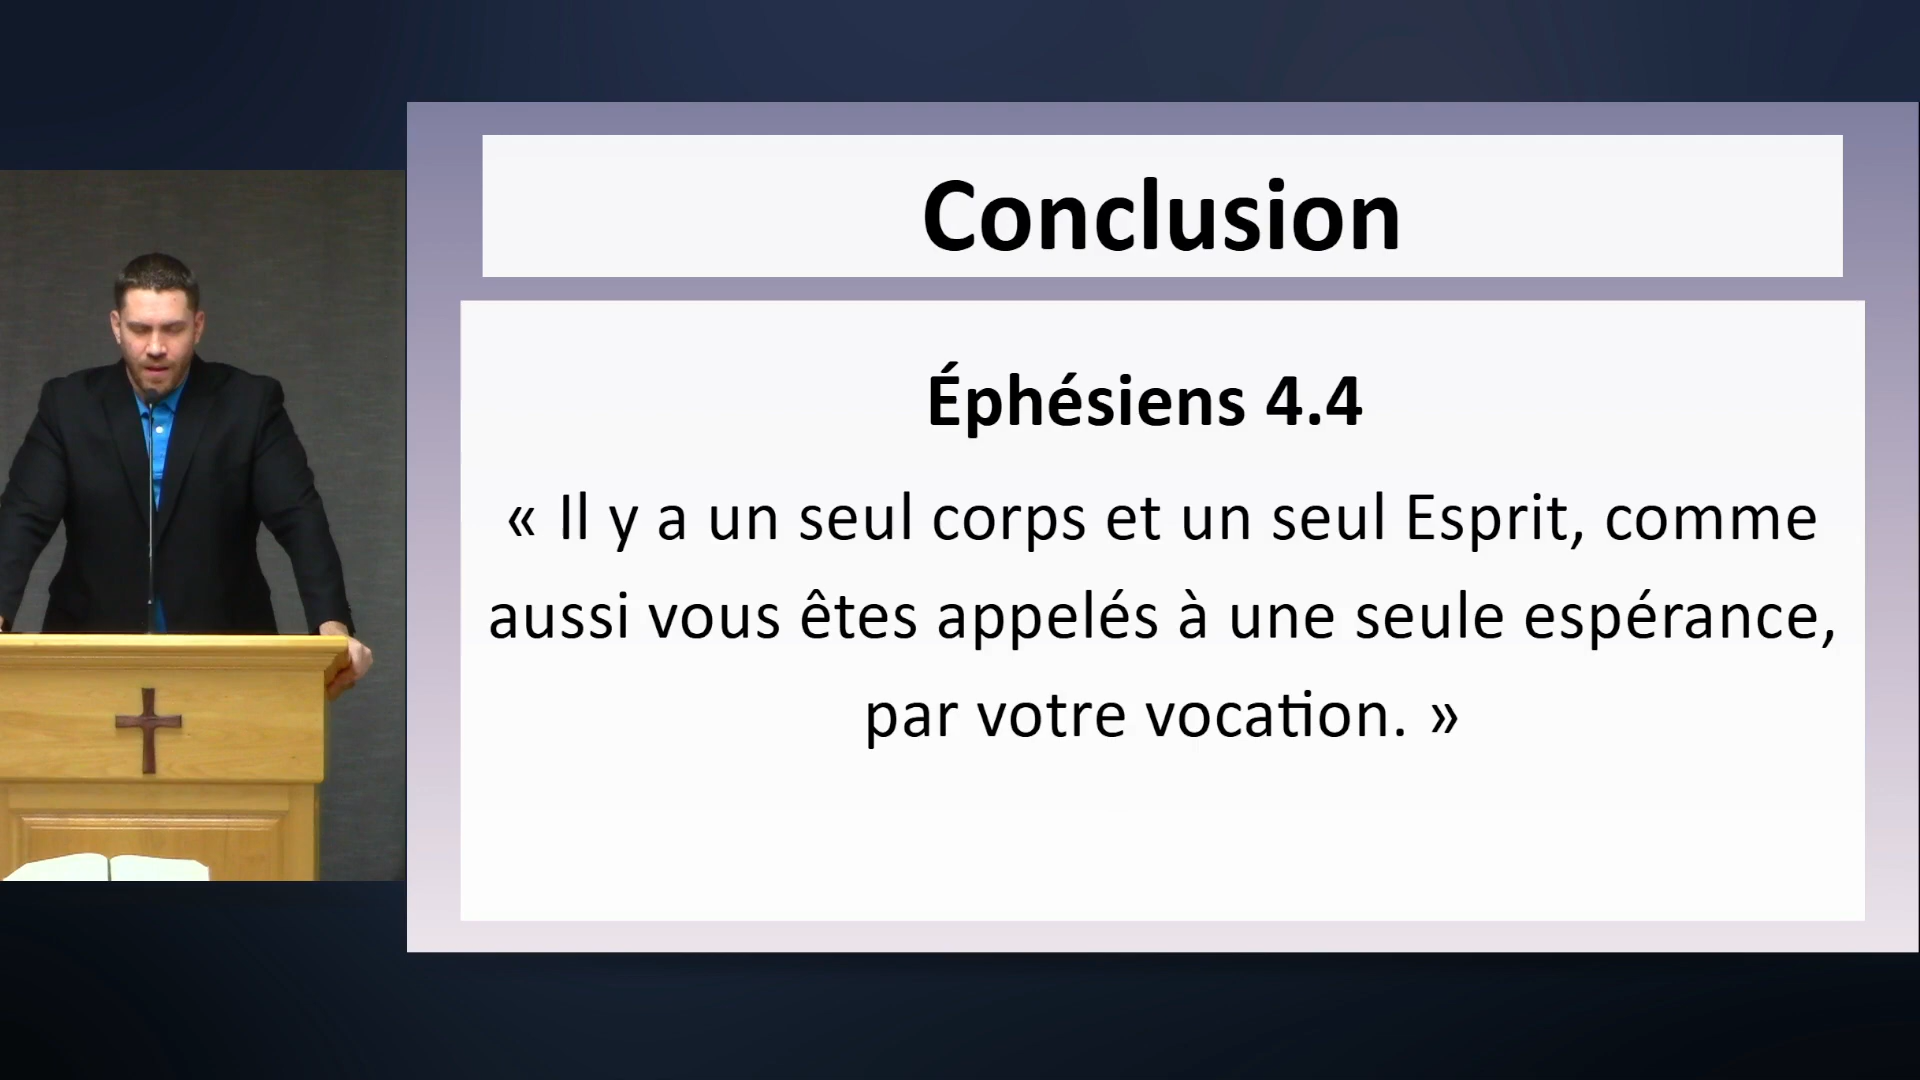 Conclusion
Éphésiens 4.4
« Il y a un seul corps et un seul Esprit, comme
aussi vous êtes appelés à une seule espérance,
par votre vocation. »